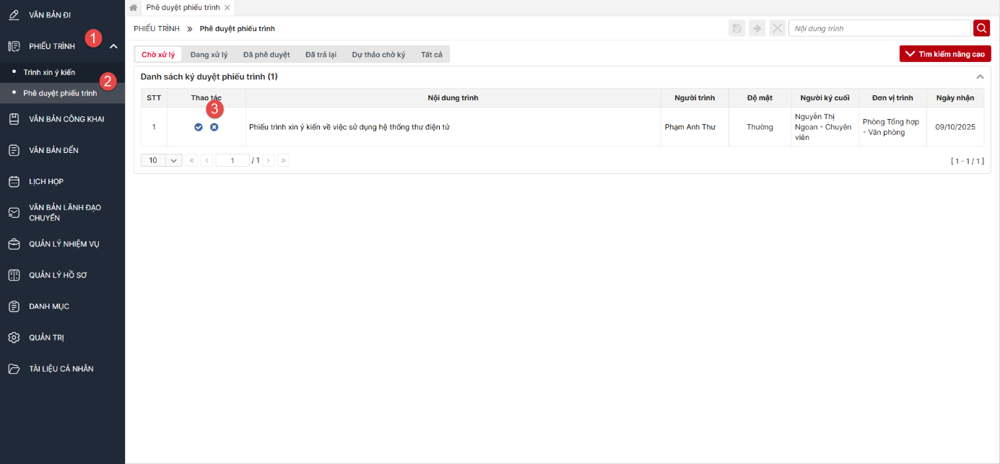 VĂN BẢN ĐI
PHIẾU TRÌNH
1
Trình xin ý kiến
2
Phê duyệt phiếu trình
VĂN BẢN CÔNG KHAI
VĂN BẢN ĐẾN
LỊCH HỌP
VĂN BẢN LÃNH ĐẠO
CHUYỂN
QUẢN LÝ NHIỆM VỤ
QUẢN LÝ HỒ SƠ
DANH MỤC
QUẢN TRỊ
TÀI LIỆU CÁ NHÂN
Phê duyệt phiếu trình
PHIẾU TRÌNH » Phê duyệt phiếu trình
Nội dung trình
Chờ xử lý Đang xử lý Đã phê duyệt Đã trả lại Dự thảo chờ ký Tất cả
Tìm kiếm nâng cao
Danh sách ký duyệt phiếu trình (1)
STT Thao tác Nội dung trình Người trình Độ mật Người ký cuối Đơn vị trình Ngày nhận
3
1 Phiếu trình xin ý kiến về việc sử dụng hệ thống thư điện tử Phạm Anh Thư Thường
Nguyễn Thị
Ngoan - Chuyên
viên
Phòng Tổng hợp
- Văn phòng
09/10/2025
10 « ‹ 1 / 1 › »
[ 1 - 1 / 1 ]